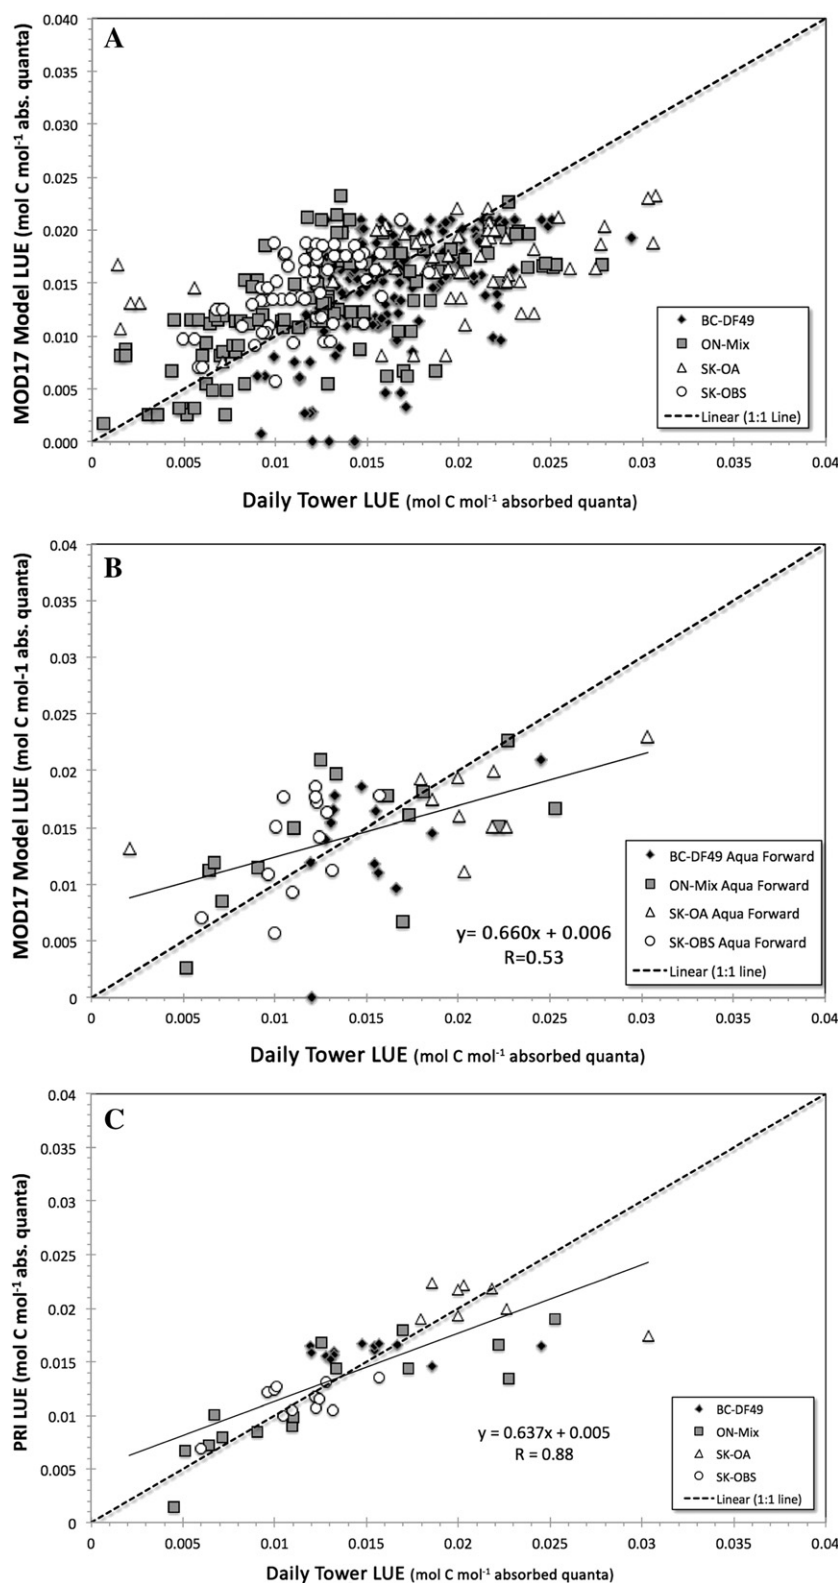 A
0.040
0.035
0.030
0.025
0.020
0.015
0.010
0.005
0.000
MOD17 Model LUE (mol C mol⁻¹ abs. quanta)
BC-DF49
ON-Mix
SK-OA
SK-OBS
Linear (1:1 Line)
0 0.005 0.01 0.015 0.02 0.025 0.03 0.035 0.04
Daily Tower LUE (mol C mol⁻¹ absorbed quanta)
B
0.04
0.035
0.03
0.025
0.02
0.015
0.01
0.005
0
MOD17 Model LUE (mol C mol-1 abs. quanta)
y= 0.660x + 0.006
R=0.53
BC-DF49 Aqua Forward
ON-Mix Aqua Forward
SK-OA Aqua Forward
SK-OBS Aqua Forward
Linear (1:1 line)
0 0.005 0.01 0.015 0.02 0.025 0.03 0.035 0.04
Daily Tower LUE (mol C mol⁻¹ absorbed quanta)
C
0.04
0.035
0.03
0.025
0.02
0.015
0.01
0.005
0
PRI LUE (mol C mol⁻¹ abs. quanta)
y = 0.637x + 0.005
R = 0.88
BC-DF49
ON-Mix
SK-OA
SK-OBS
Linear (1:1 line)
0 0.005 0.01 0.015 0.02 0.025 0.03 0.035 0.04
Daily Tower LUE (mol C mol⁻¹ absorbed quanta)